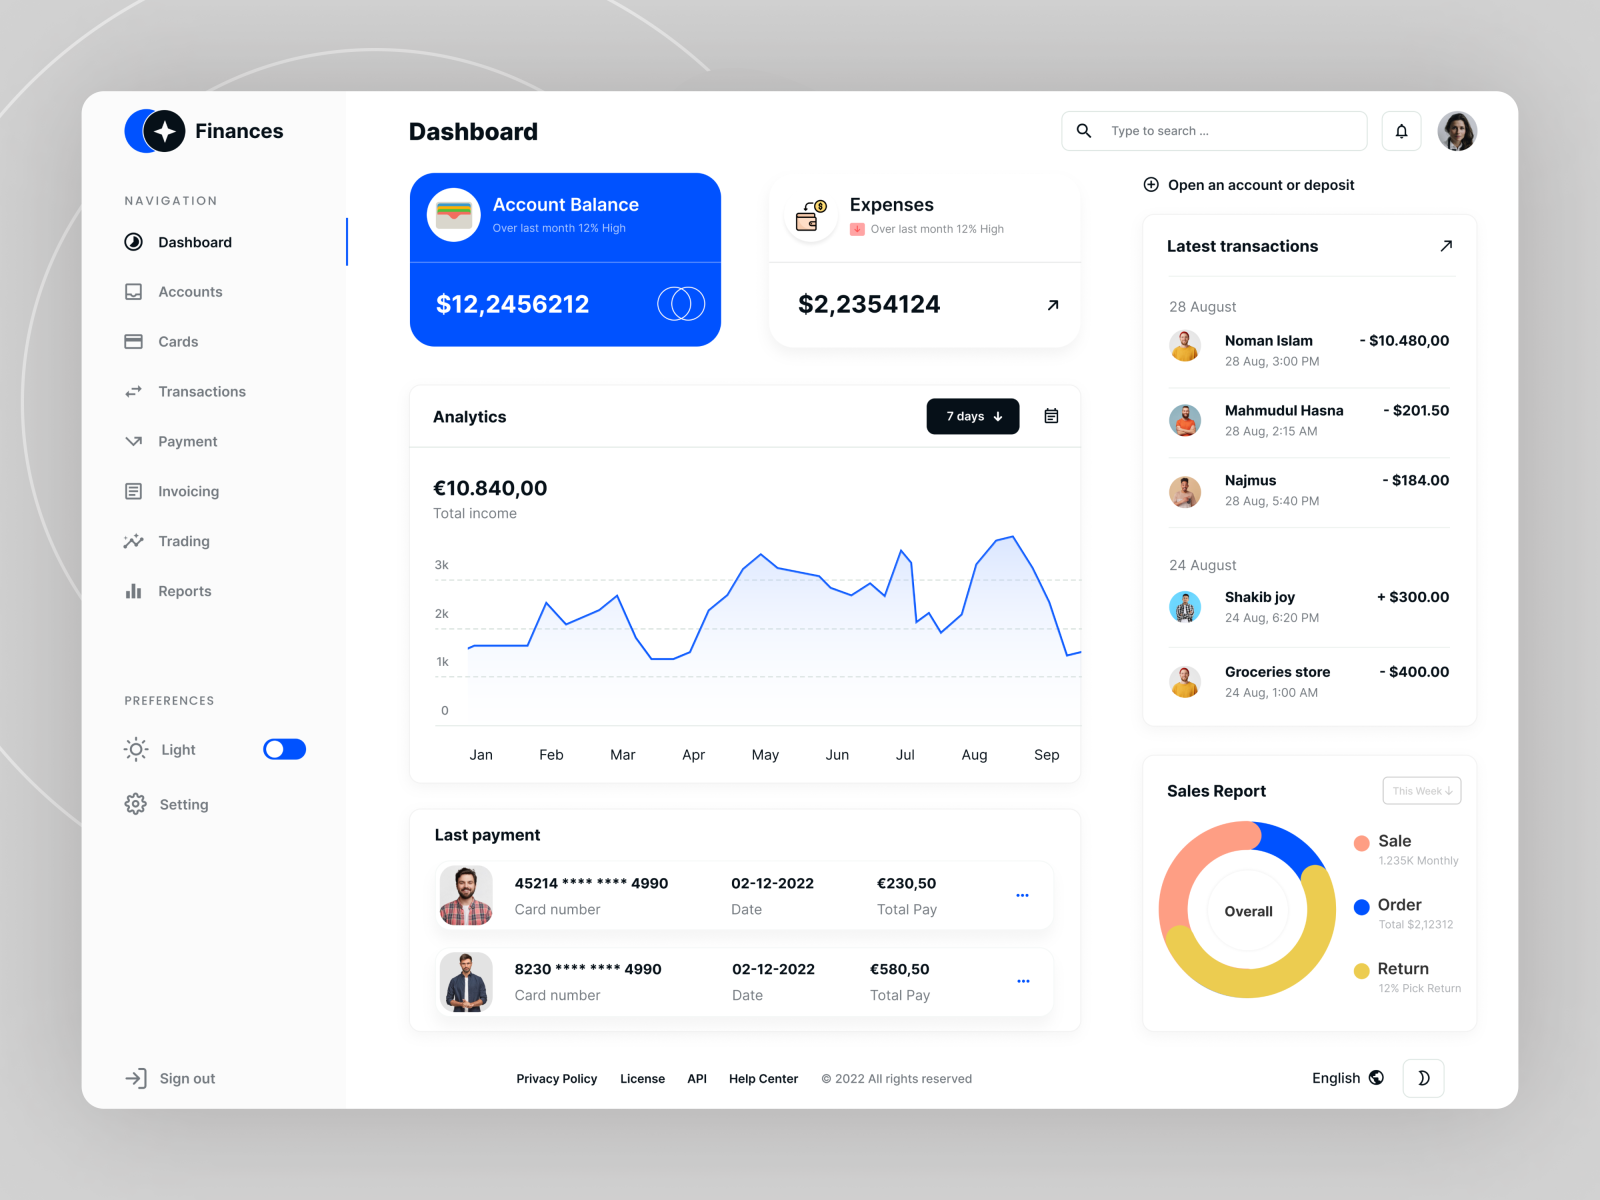 Finances
NAVIGATION
Dashboard
Accounts
Cards
Transactions
Payment
Invoicing
Trading
Reports
PREFERENCES
Light
Setting
Sign out
Dashboard
Type to search ...
Account Balance
Over last month 12% High
$12,2456212
Expenses
Over last month 12% High
$2,2354124
Analytics
7 days
€10.840,00
Total income
3k
2k
1k
0
Jan Feb Mar Apr May Jun Jul Aug Sep
Last payment
45214 **** **** 4990 02-12-2022 €230,50
Card number Date Total Pay
8230 **** **** 4990 02-12-2022 €580,50
Card number Date Total Pay
Open an account or deposit
Latest transactions
28 August
Noman Islam - $10.480,00
28 Aug, 3:00 PM
Mahmudul Hasna - $201.50
28 Aug, 2:15 AM
Najmus - $184.00
28 Aug, 5:40 PM
24 August
Shakib joy + $300.00
24 Aug, 6:20 PM
Groceries store - $400.00
24 Aug, 1:00 AM
Sales Report
This Week
Overall
Sale
1.235K Monthly
Order
Total $2,12312
Return
12% Pick Return
Privacy Policy License API Help Center © 2022 All rights reserved
English